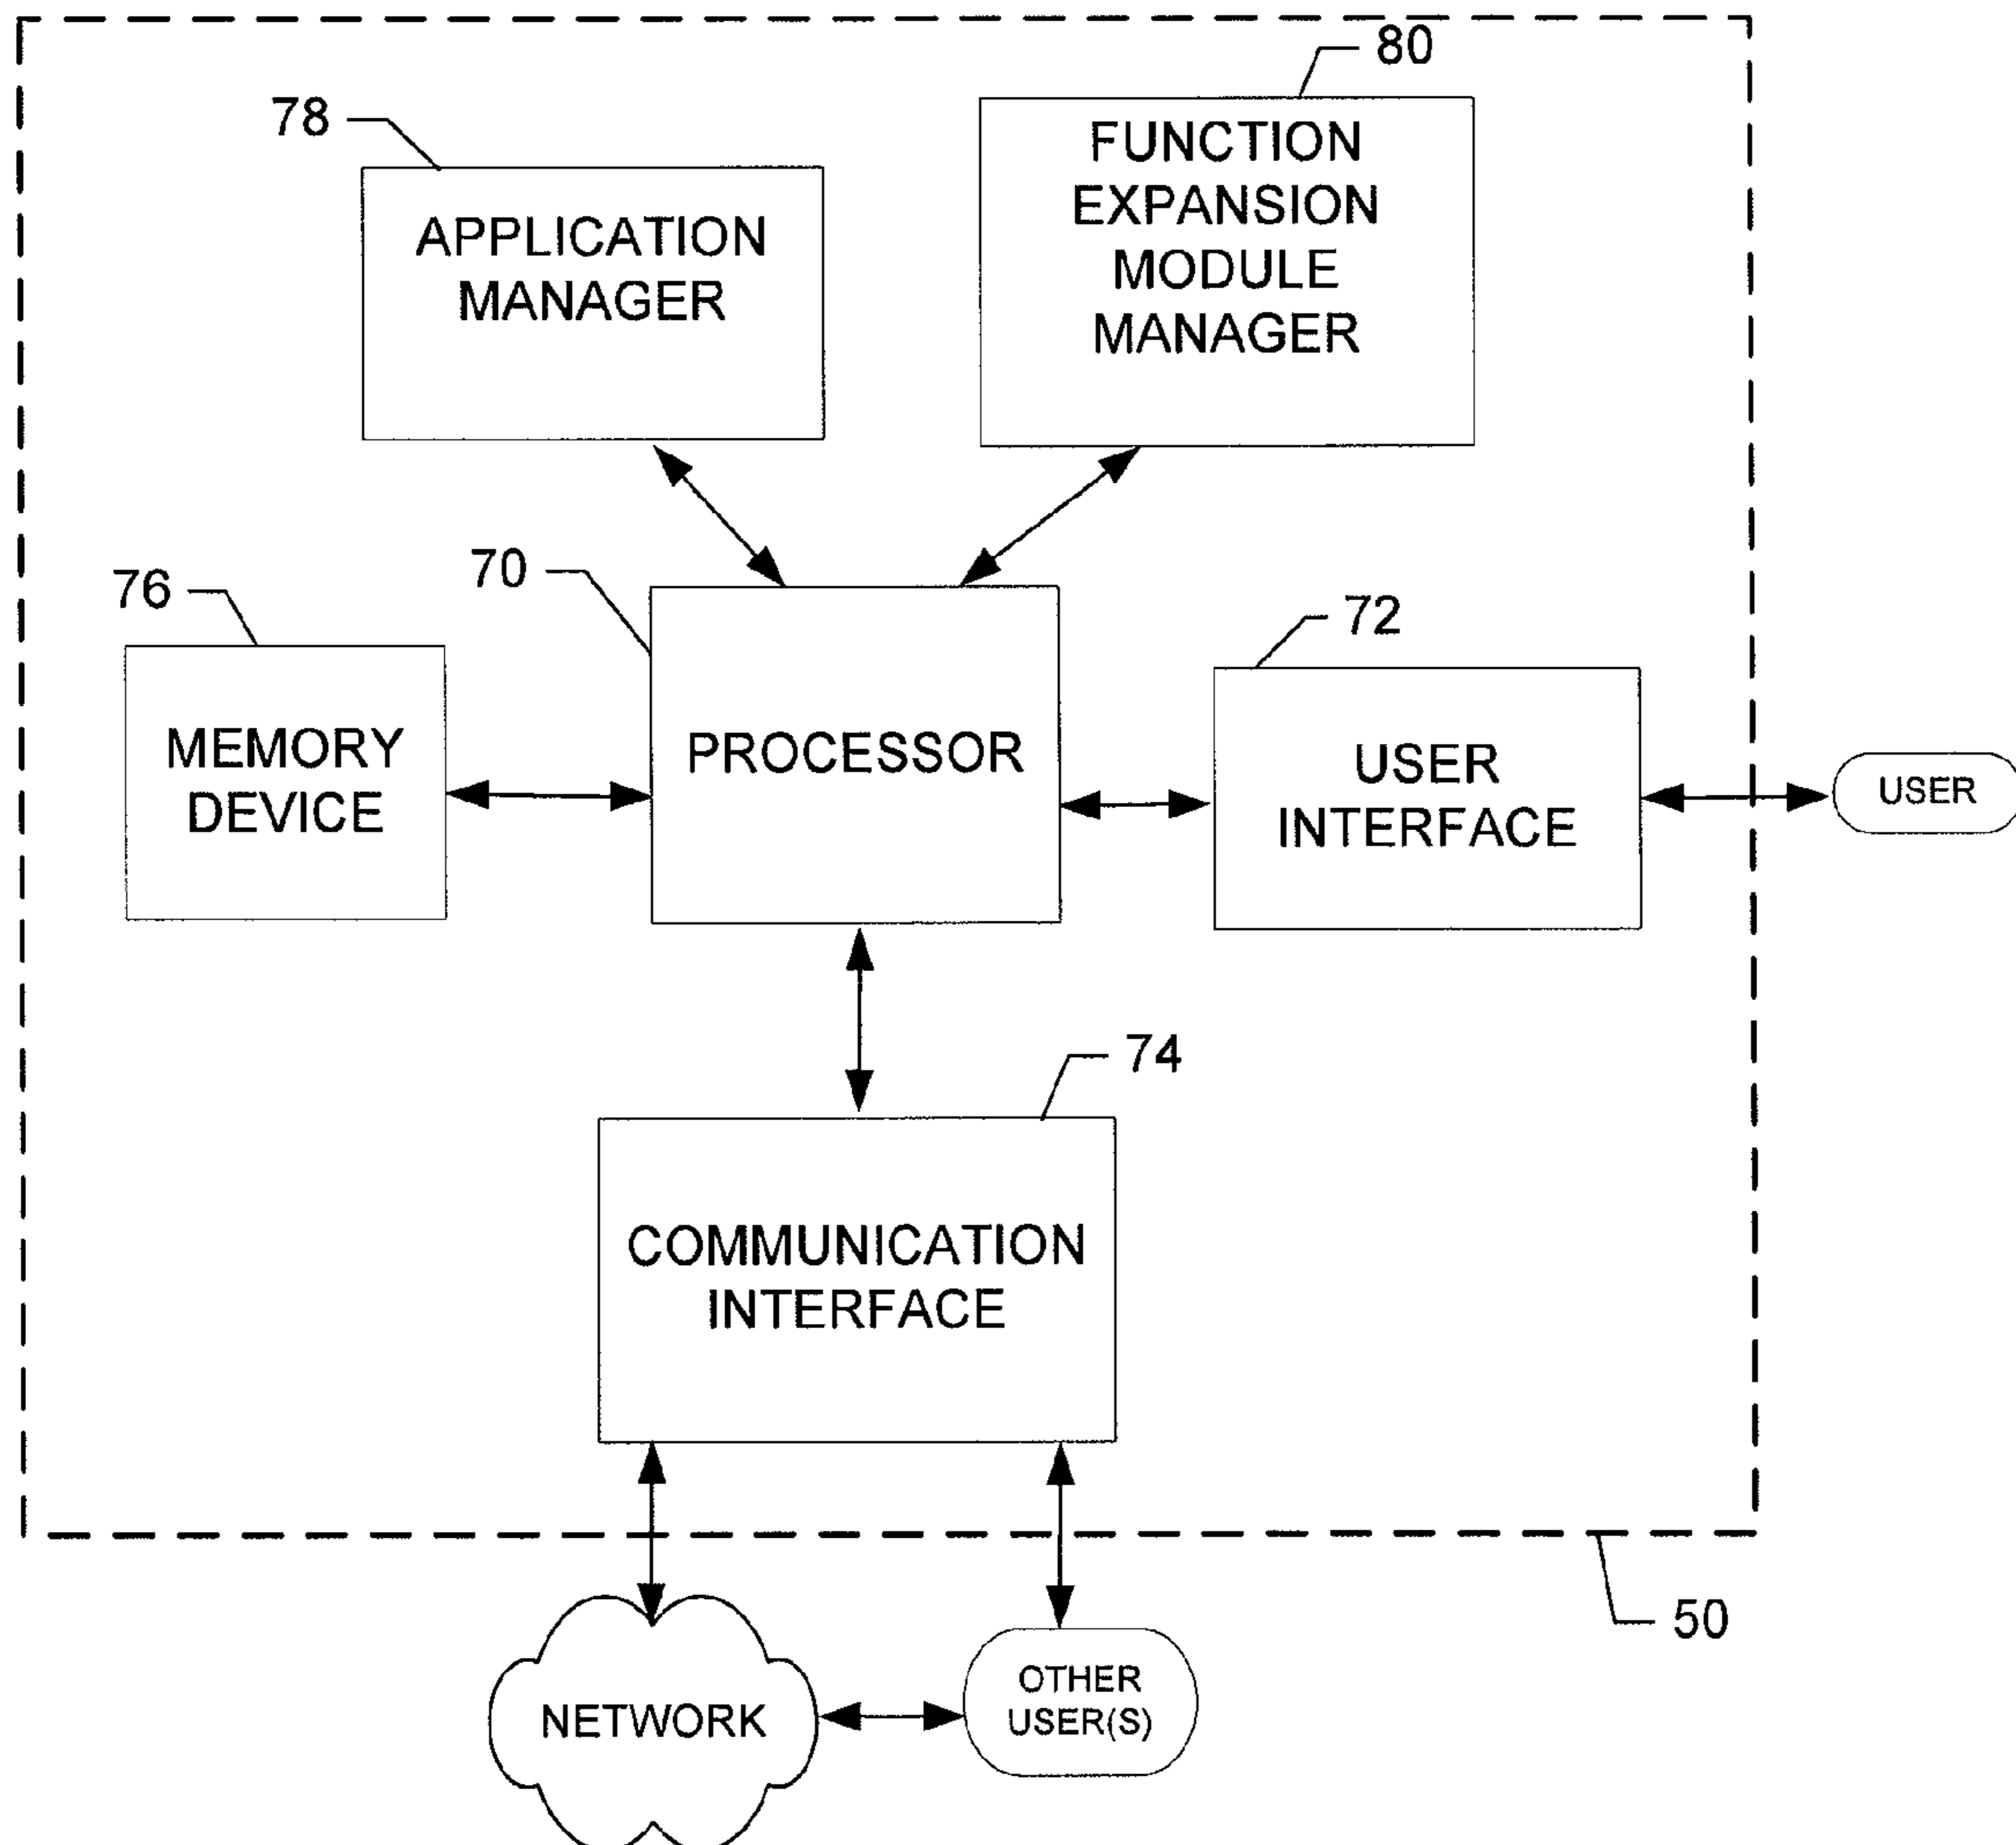 80
78
FUNCTION
EXPANSION
MODULE
MANAGER
APPLICATION
MANAGER
70
76
72
MEMORY
DEVICE
PROCESSOR
USER
INTERFACE
USER
74
COMMUNICATION
INTERFACE
50
NETWORK
OTHER
USER(S)